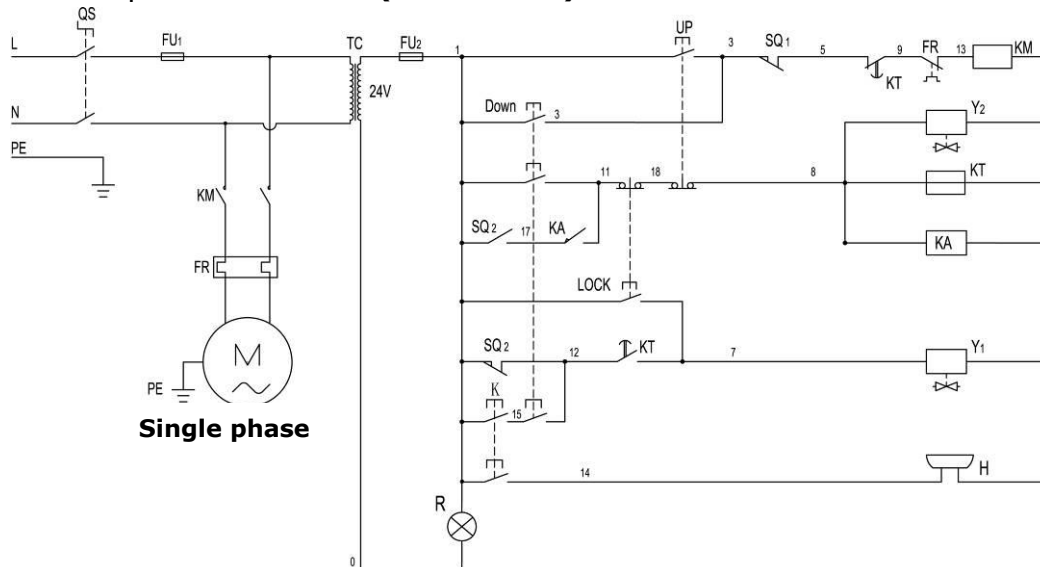 QS
UP
L
FU1
TC
FU2
1
3
SQ1
5
9
FR
13
KM
24V
KT
Down
3
Y2
N
PE
11
18
8
KT
KM
SQ2
17
KA
KA
FR
LOCK
M
SQ2
12
KT
7
Y1
PE
K
15
Single phase
14
H
R
0